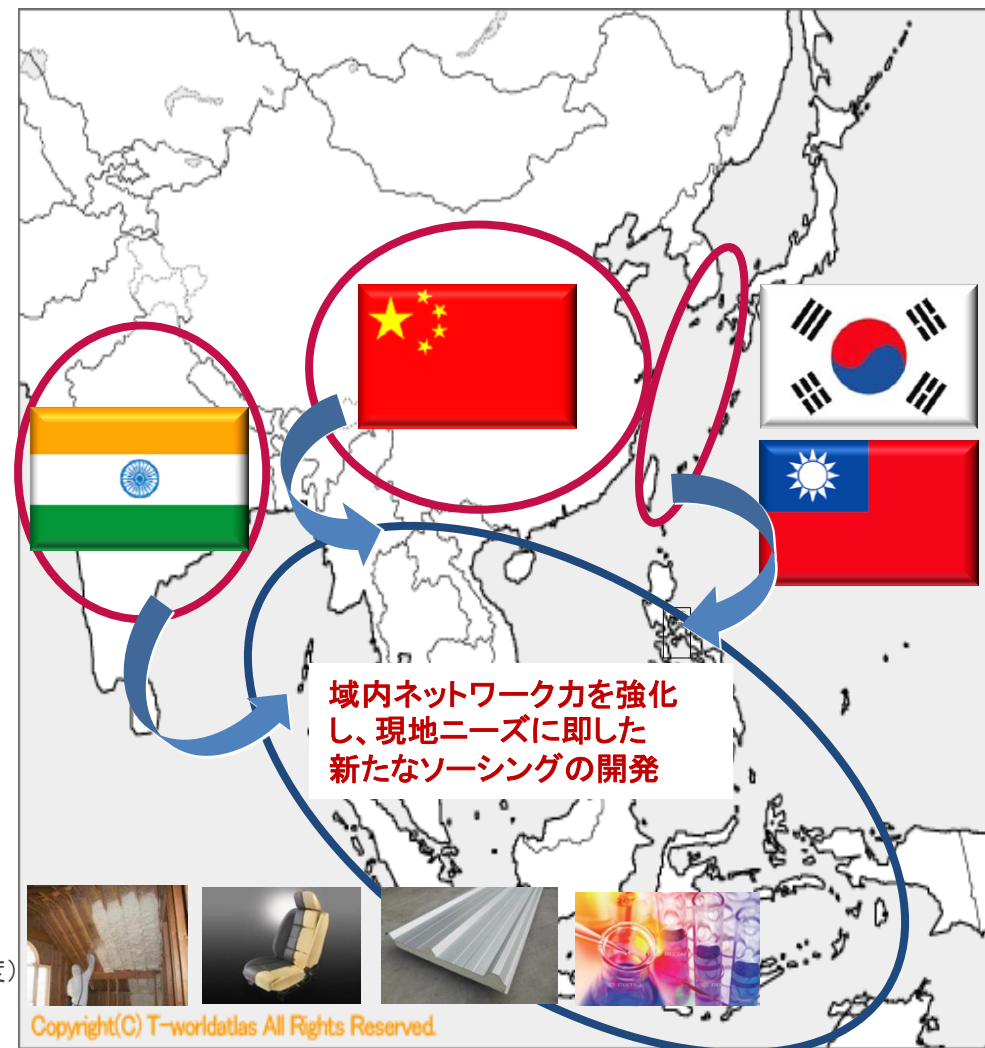 域内ネットワーク力を強化
し、現地ニーズに即した
新たなソーシングの開発
)
Copyright(C) T-worldatlas All Rights Reserved.